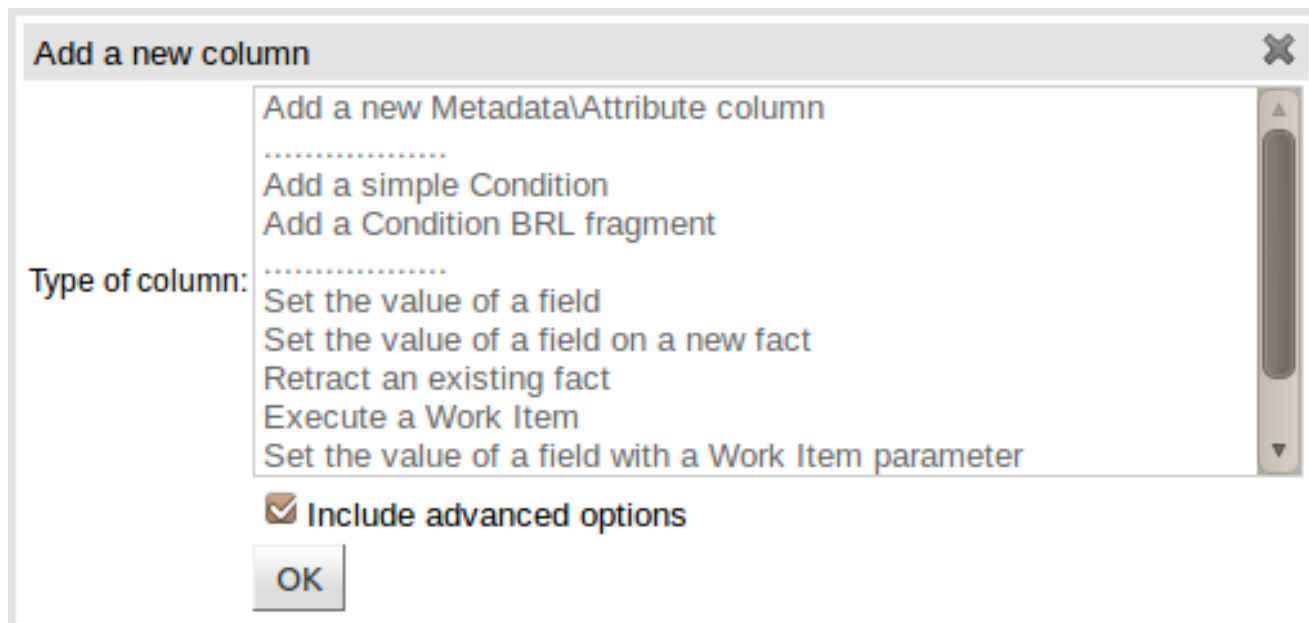 Add a new column
Add a new Metadata\Attribute column
..................
Add a simple Condition
Add a Condition BRL fragment
..................
Type of column:
Set the value of a field
Set the value of a field on a new fact
Retract an existing fact
Execute a Work Item
Set the value of a field with a Work Item parameter
Include advanced options
OK